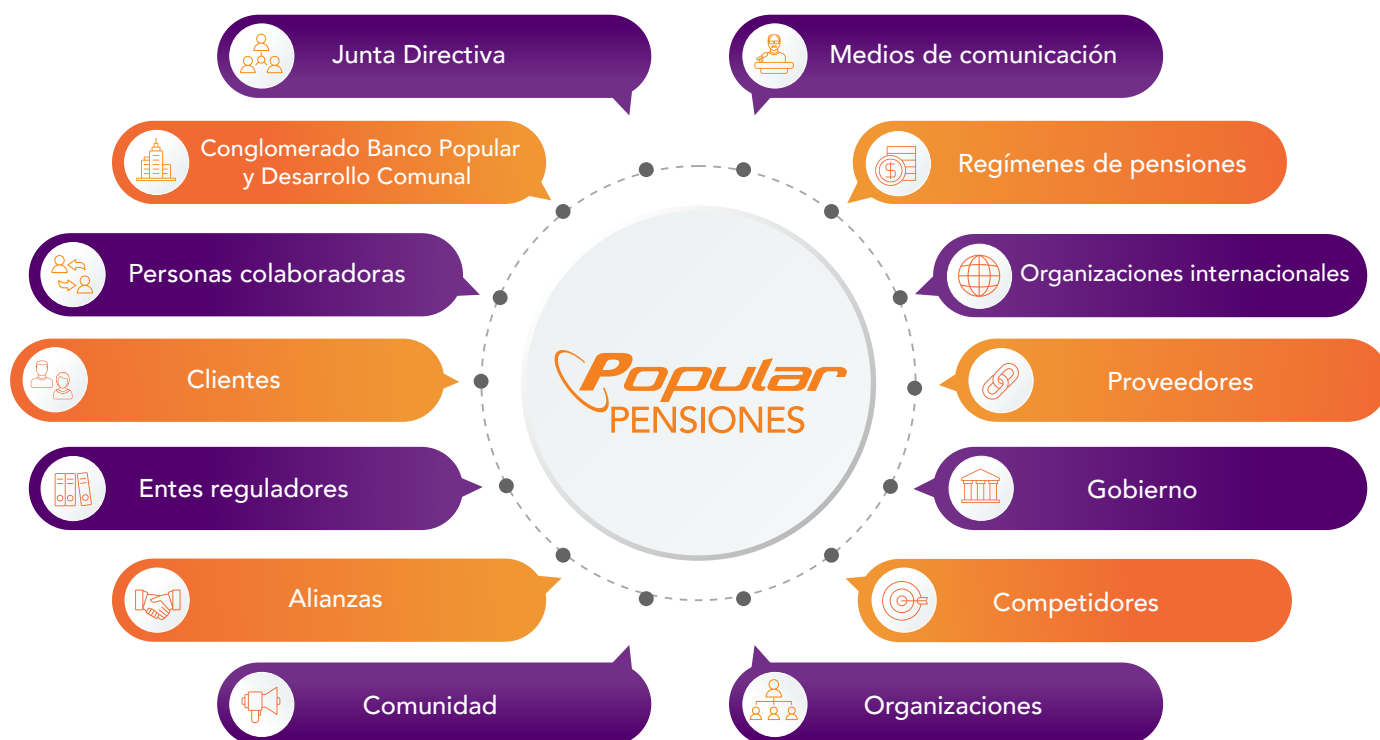 Junta Directiva
Medios de comunicación
Conglomerado Banco Popular
y Desarrollo Comunal
Regímenes de pensiones
Personas colaboradoras
Organizaciones internacionales
Popular
PENSIONES
Clientes
Proveedores
Entes reguladores
Gobierno
Alianzas
Competidores
Comunidad
Organizaciones